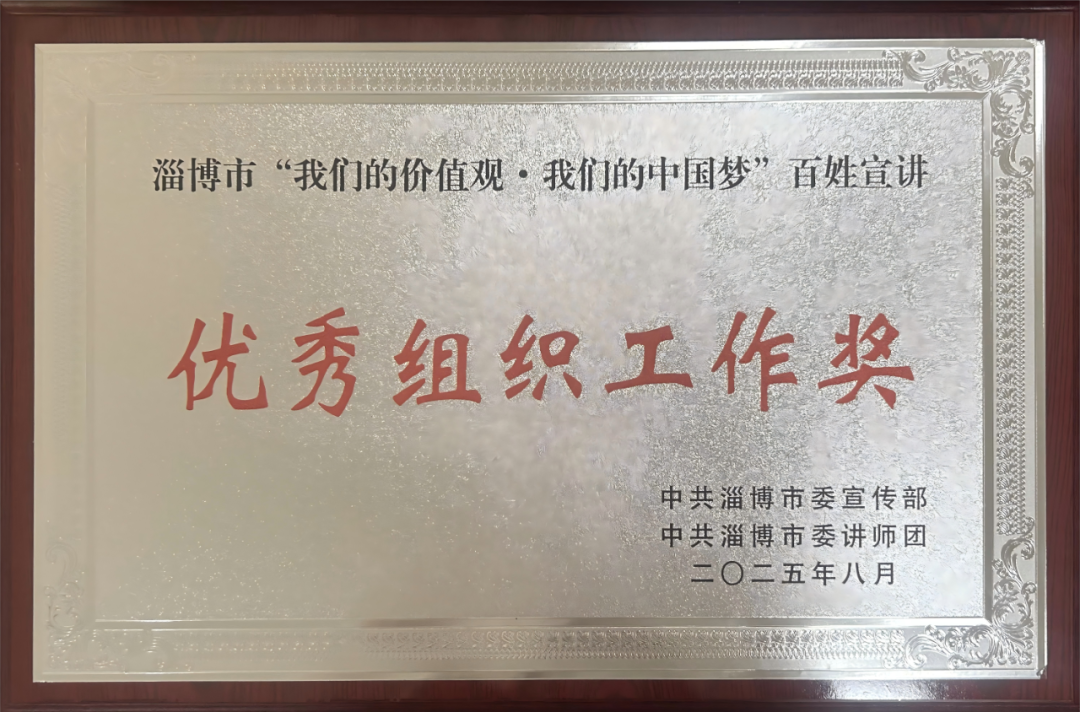 淄博市“我们的价值观·我们的中国梦”百姓宣讲
优秀组织工作奖
中共淄博市委宣传部
中共淄博市委讲师团
二〇二五年八月